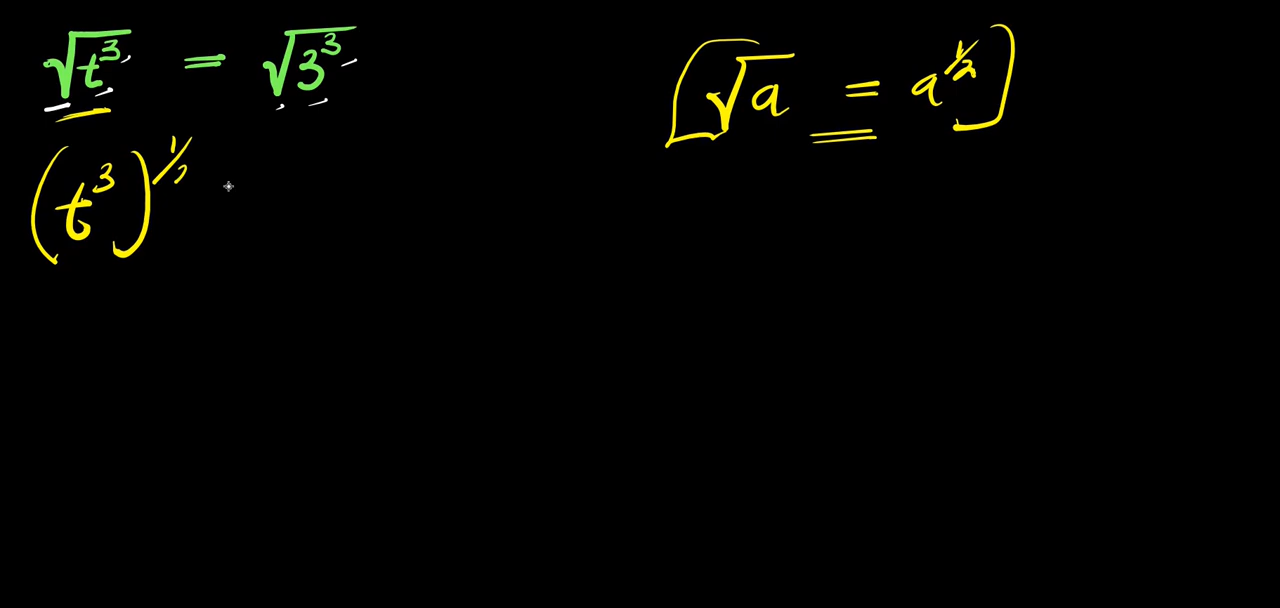 √t³ = √3³
√a = a^{1/2}
(t³)^{1/2}